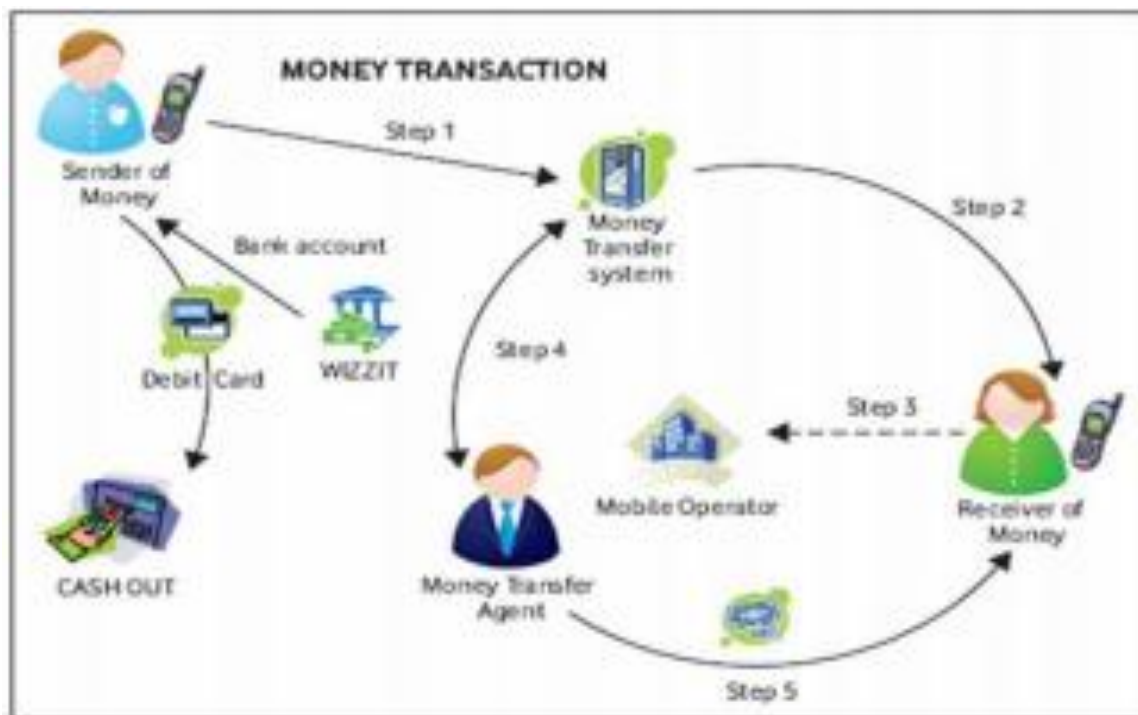 MONEY TRANSACTION
Step 1
Sender of
Money
Money
Transfer
system
Step 2
Bank account
Debit Card
WIZZIT
Step 4
Step 3
Mobile Operator
Receiver of
Money
CASH OUT
Money Transfer
Agent
Step 5